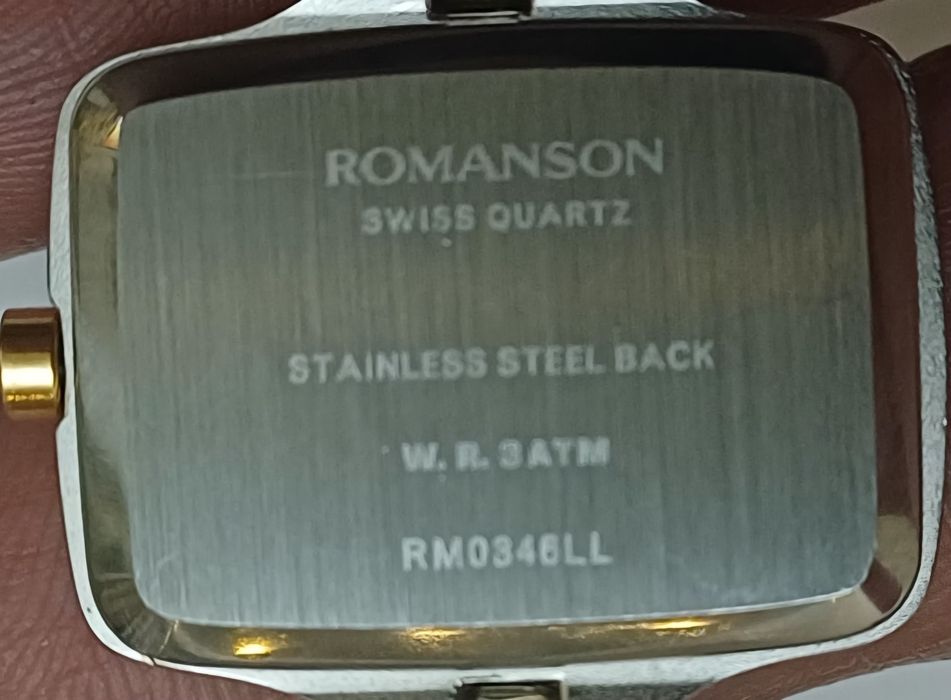 ROMANSON
SWISS QUARTZ
STAINLESS STEEL BACK
W. R. 3ATM
RM0346LL